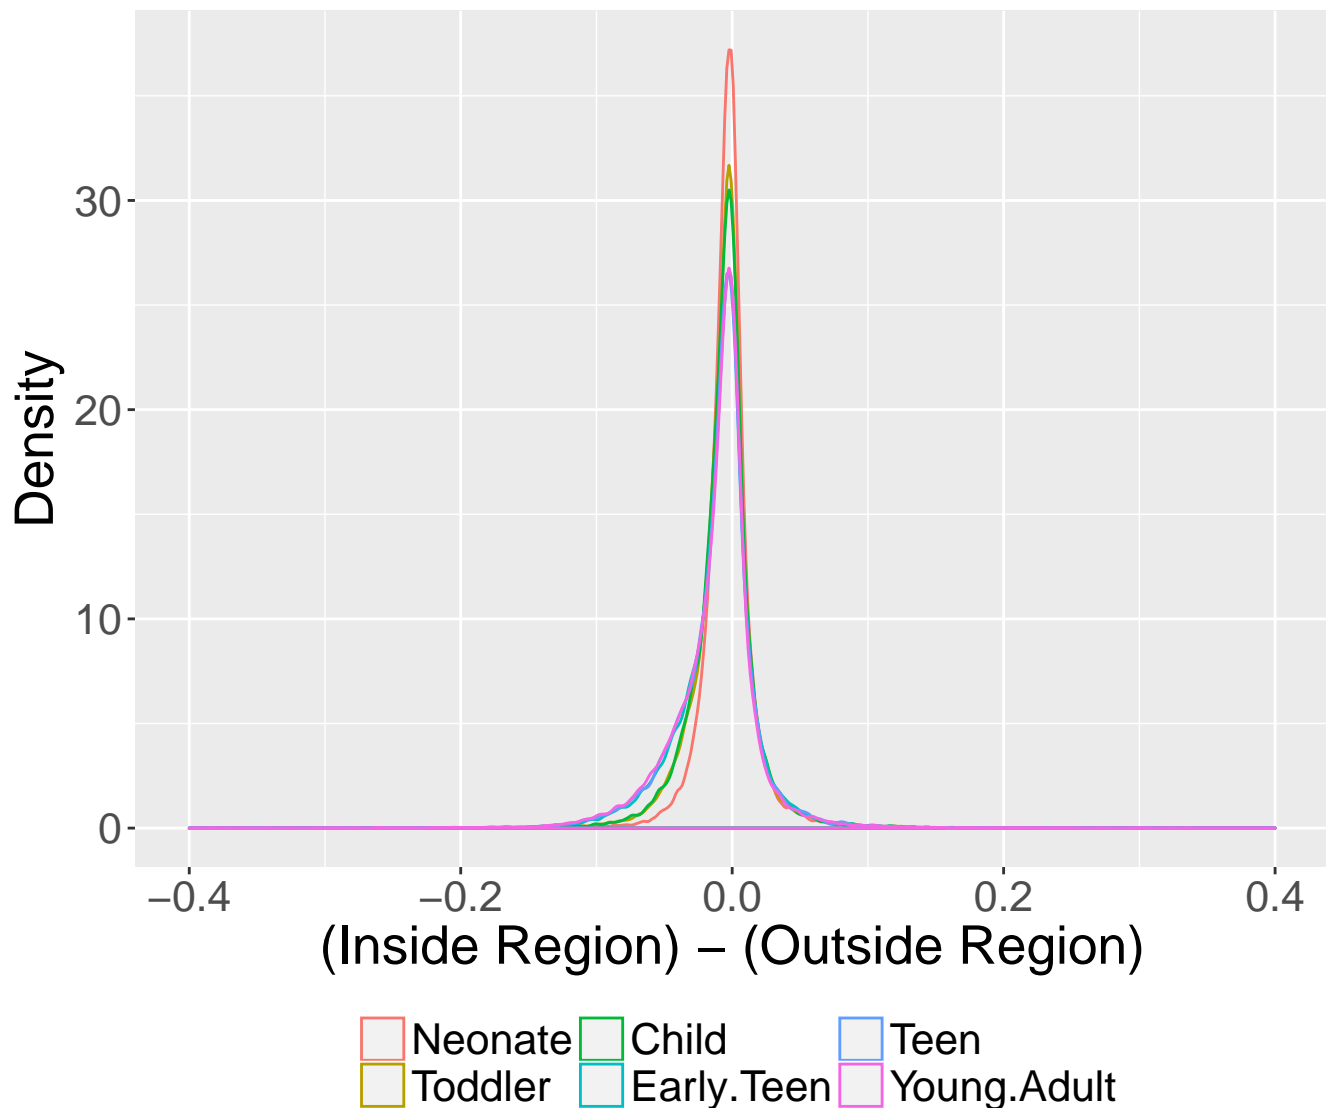 Density
30
20
10
0
−0.4 −0.2 0.0 0.2 0.4
(Inside Region) − (Outside Region)
Neonate Child Teen
Toddler Early.Teen Young.Adult